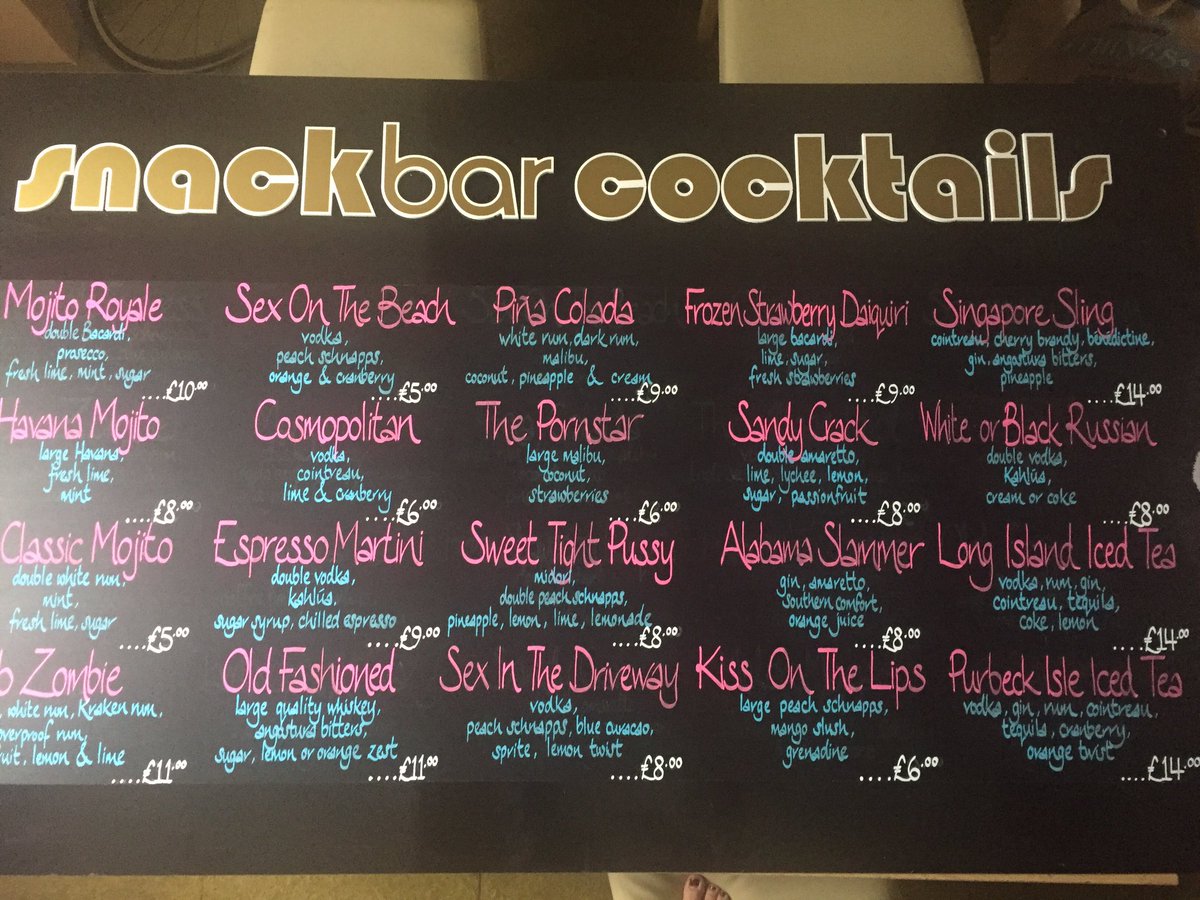 snackbar cocktails
Mojito Royale
double Bacardi,
prosecco,
fresh lime, mint, sugar
....£10.00
Havana Mojito
large Havana,
fresh lime,
mint
....£8.00
Classic Mojito
double white rum,
mint,
fresh lime, sugar
....£5.00
Zombie
white rum, Kraken rum,
overproof rum,
lemon & lime
....£11.00
Sex On The Beach
vodka,
peach schnapps,
orange & cranberry
....£5.00
Cosmopolitan
vodka,
cointreau,
lime & cranberry
....£6.00
Espresso Martini
double vodka,
kahlúa,
sugar syrup, chilled espresso
....£9.00
Old Fashioned
large quality whiskey,
angastura bitters,
sugar, lemon or orange zest
....£11.00
Piña Colada
white rum, dark rum,
malibu,
coconut, pineapple & cream
....£9.00
The Pornstar
large malibu,
coconut,
strawberries
....£6.00
Sweet Tight Pussy
midori,
double peach schnapps,
pineapple, lemon, lime, lemonade
....£8.00
Sex In The Driveway
vodka,
peach schnapps, blue curacao,
sprite, lemon twist
....£8.00
Frozen Strawberry Daiquiri
large bacardi,
lime, sugar,
fresh strawberries
....£9.00
Sandy Crack
double amaretto,
lime, lychee, lemon,
sugar, passionfruit
....£8.00
Alabama Slammer
gin, amaretto,
southern comfort,
orange juice
....£8.00
Kiss On The Lips
large peach schnapps,
mango slush,
grenadine
....£6.00
Singapore Sling
cointreau, cherry brandy, bénédictine,
gin, angastura bitters,
pineapple
....£14.00
White or Black Russian
double vodka,
Kahlúa,
cream or coke
....£8.00
Long Island Iced Tea
vodka, rum, gin,
cointreau, tequila,
coke, lemon
....£14.00
Purbeck Isle Iced Tea
vodka, gin, rum, cointreau,
tequila, cranberry,
orange twist
....£14.00